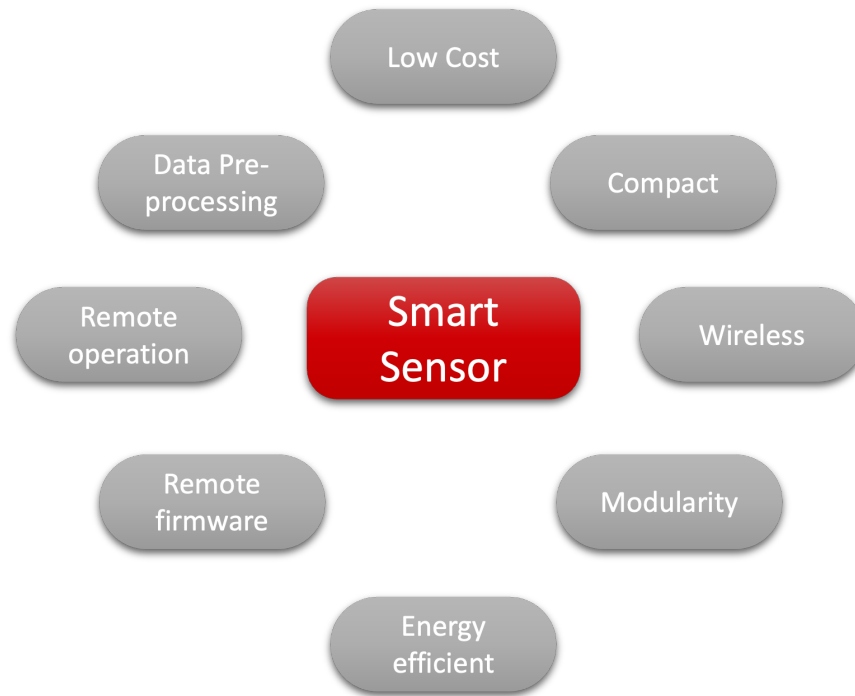 Low Cost
Data Pre-
processing
Compact
Smart
Sensor
Remote
operation
Wireless
Remote
firmware
Modularity
Energy
efficient